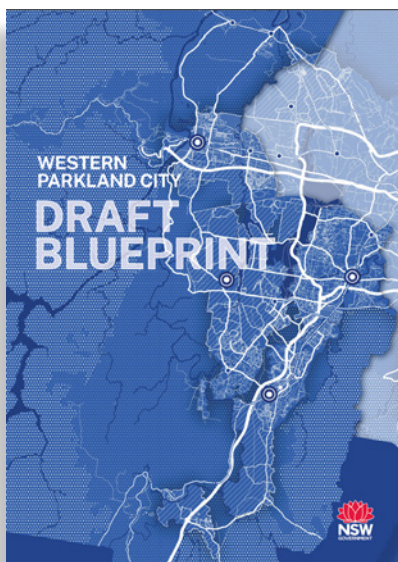 WESTERN
PARKLAND CITY
DRAFT
BLUEPRINT
NSW
GOVERNMENT